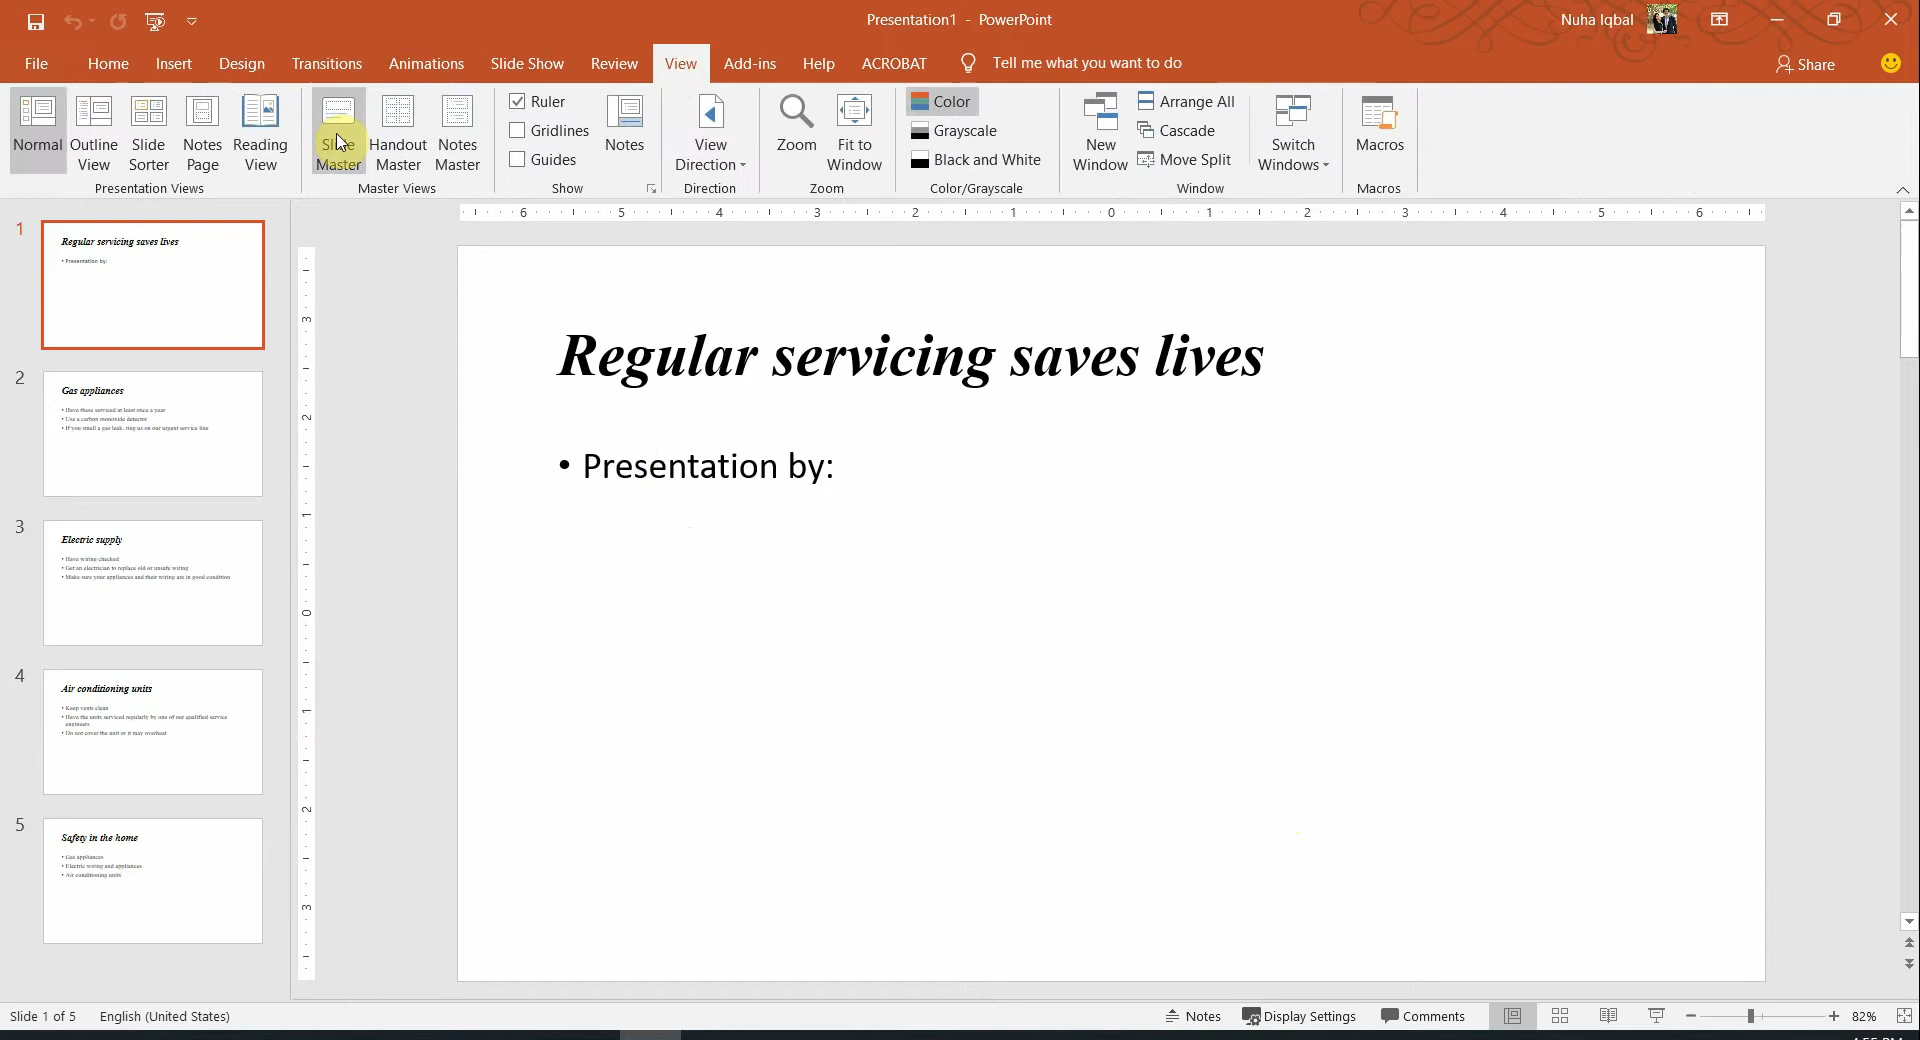 Presentation1 - PowerPoint
Nuha Iqbal
File Home Insert Design Transitions Animations Slide Show Review View Add-ins Help ACROBAT Tell me what you want to do Share
Normal
Outline View
Slide Sorter
Notes Page
Reading View
Presentation Views
Slide Master
Handout Master
Notes Master
Master Views
Ruler
Gridlines
Guides
Show
Notes
View Direction
Direction
Zoom
Fit to Window
Zoom
Color
Grayscale
Black and White
Color/Grayscale
New Window
Arrange All
Cascade
Move Split
Switch Windows
Window
Macros
Macros
6 5 4 3 2 1 0 1 2 3 4 5 6
3
2
1
0
1
2
3
1
Regular servicing saves lives
• Presentation by:
2
Gas appliances
• Have these serviced at least once a year
• Use a carbon monoxide detector
• If you smell a gas leak, ring us on our urgent service line
3
Electric supply
• Have wiring checked
• Get an electrician to replace old or unsafe wiring
• Make sure your appliances and their wiring are in good condition
4
Air conditioning units
• Keep vents clean
• Have the units serviced regularly by one of our qualified service
engineers
• Do not cover the unit or it may overheat
5
Safety in the home
• Gas appliances
• Electric wiring and appliances
• Air conditioning units
Regular servicing saves lives
• Presentation by:
Slide 1 of 5 English (United States) Notes Display Settings Comments 82%